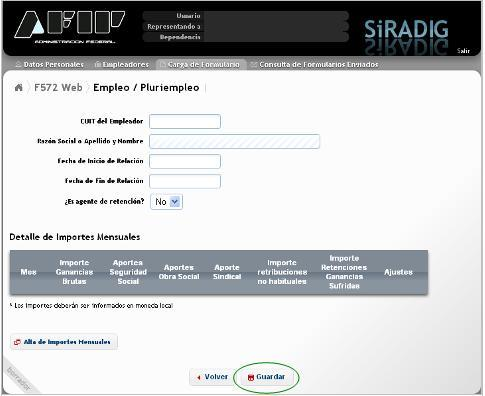 AFIP
ADMINISTRACION FEDERAL
Usuario
Representando a
Dependencia
SiRADIG
Salir
Datos Personales
Empleadores
Carga de Formulario
Consulta de Formularios Enviados
F572 Web
Empleo / Pluriempleo
CUIT del Empleador
Razón Social o Apellido y Nombre
Fecha de Inicio de Relación
Fecha de Fin de Relación
¿Es agente de retención? No
Detalle de Importes Mensuales
Mes
Importe
Ganancias
Brutas
Aportes
Seguridad
Social
Aportes
Obra Social
Aporte
Sindical
Importe
retribuciones
no habituales
Importe
Retenciones
Ganancias
Sufridas
Ajustes
* Los importes deberán ser informados en moneda local
Alta de Importes Mensuales
borrador
Volver
Guardar